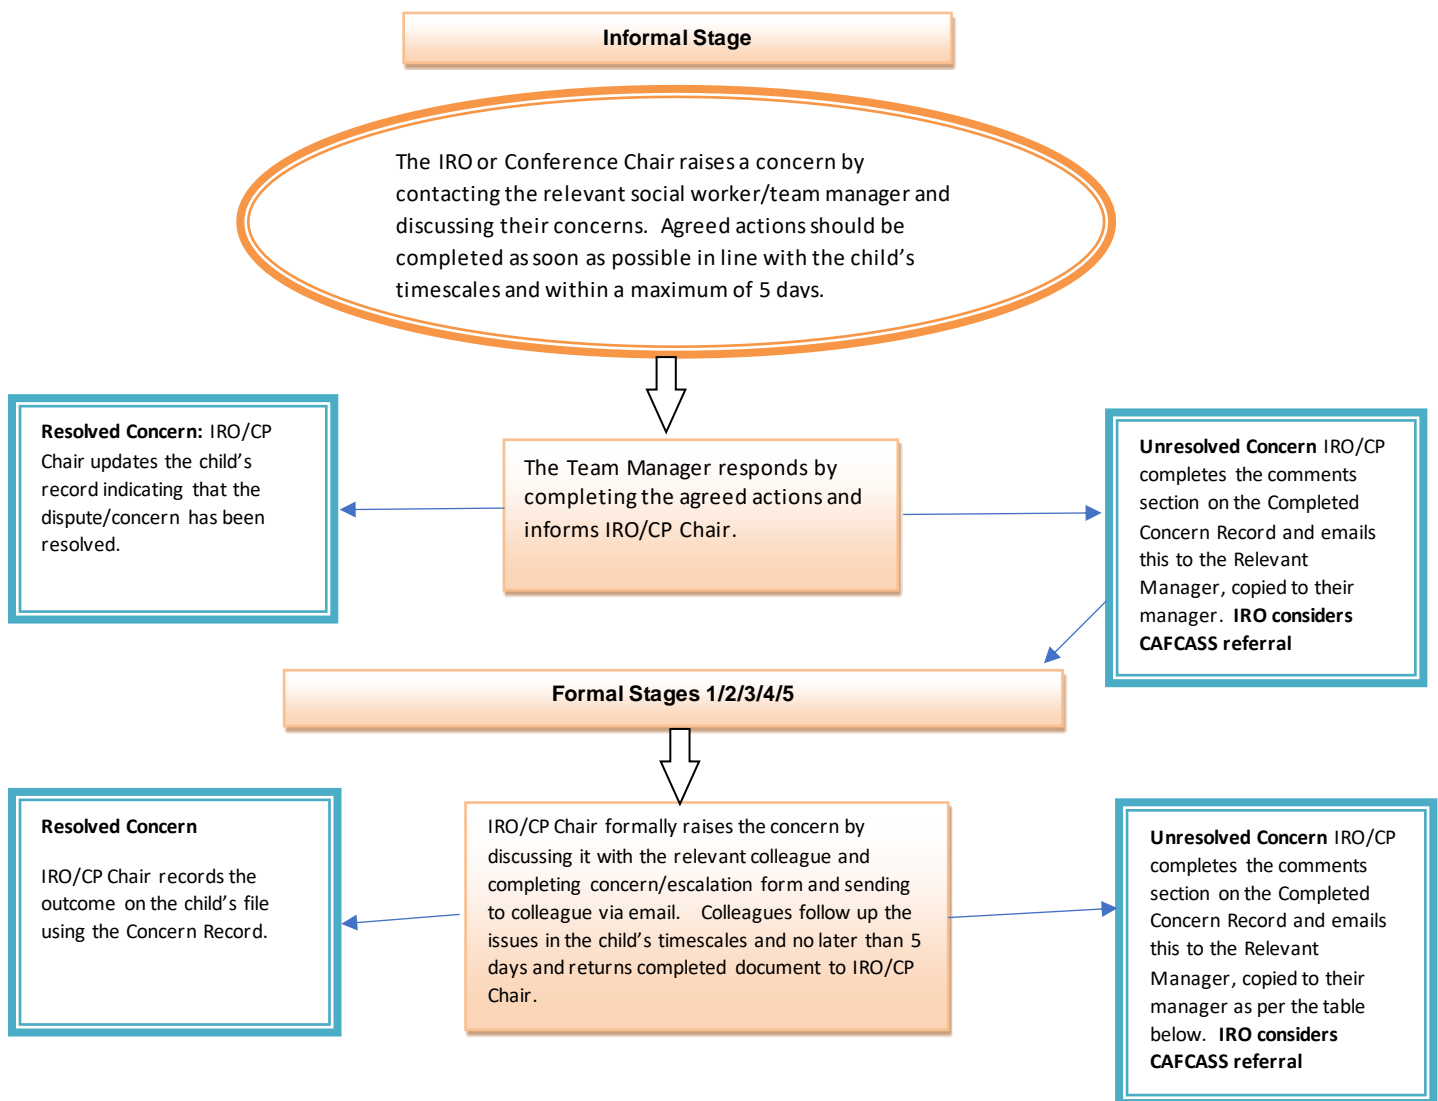 Informal Stage
The IRO or Conference Chair raises a concern by
contacting the relevant social worker/team manager and
discussing their concerns. Agreed actions should be
completed as soon as possible in line with the child’s
timescales and within a maximum of 5 days.
Resolved Concern: IRO/CP
Chair updates the child’s
record indicating that the
dispute/concern has been
resolved.
The Team Manager responds by
completing the agreed actions and
informs IRO/CP Chair.
Unresolved Concern IRO/CP
completes the comments
section on the Completed
Concern Record and emails
this to the Relevant
Manager, copied to their
manager. IRO considers
CAFCASS referral
Formal Stages 1/2/3/4/5
Resolved Concern
IRO/CP Chair records the
outcome on the child’s file
using the Concern Record.
IRO/CP Chair formally raises the concern by
discussing it with the relevant colleague and
completing concern/escalation form and sending
to colleague via email. Colleagues follow up the
issues in the child’s timescales and no later than 5
days and returns completed document to IRO/CP
Chair.
Unresolved Concern IRO/CP
completes the comments
section on the Completed
Concern Record and emails
this to the Relevant
Manager, copied to their
manager as per the table
below. IRO considers
CAFCASS referral